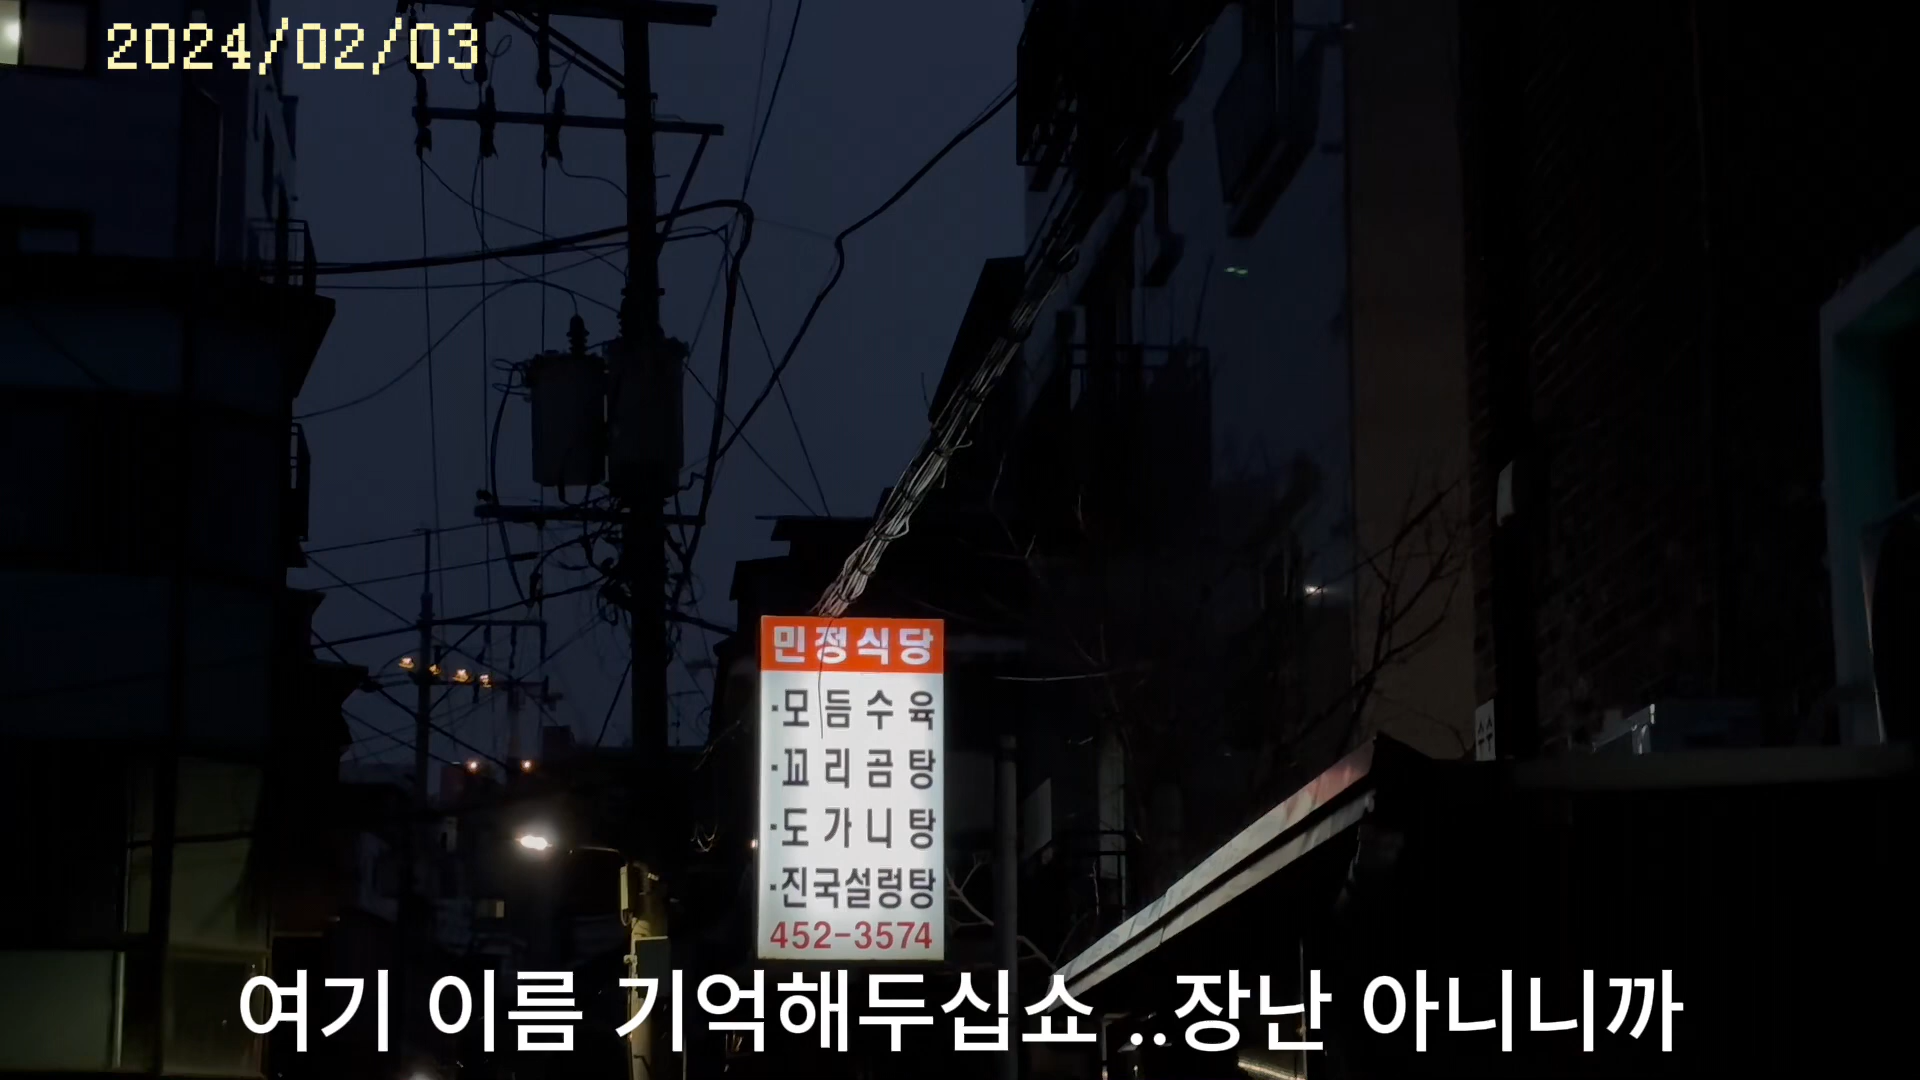 2024/02/03
민정식당
·모듬수육
·꼬리곰탕
·도가니탕
·진국설렁탕
452-3574
여기 이름 기억해두십쇼 ..장난 아니니까